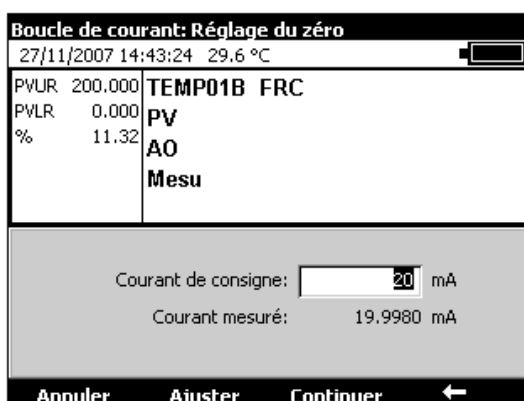 Boucle de courant: Réglage du zéro
27/11/2007 14:43:24 29.6 °C
PVUR 200.000
PVLR 0.000
% 11.32
TEMP01B FRC
PV
AO
Mesu
Courant de consigne: 20 mA
Courant mesuré: 19.9980 mA
Annuler Ajuster Continuer ←